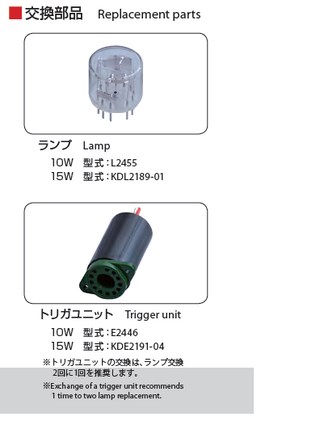 ■交換部品 Replacement parts
ランプ Lamp
10W 型式：L2455
15W 型式：KDL2189-01
トリガユニット Trigger unit
10W 型式：E2446
15W 型式：KDE2191-04
※トリガユニットの交換は、ランプ交換
2回に1回を推奨します。
※Exchange of a trigger unit recommends
1 time to two lamp replacement.